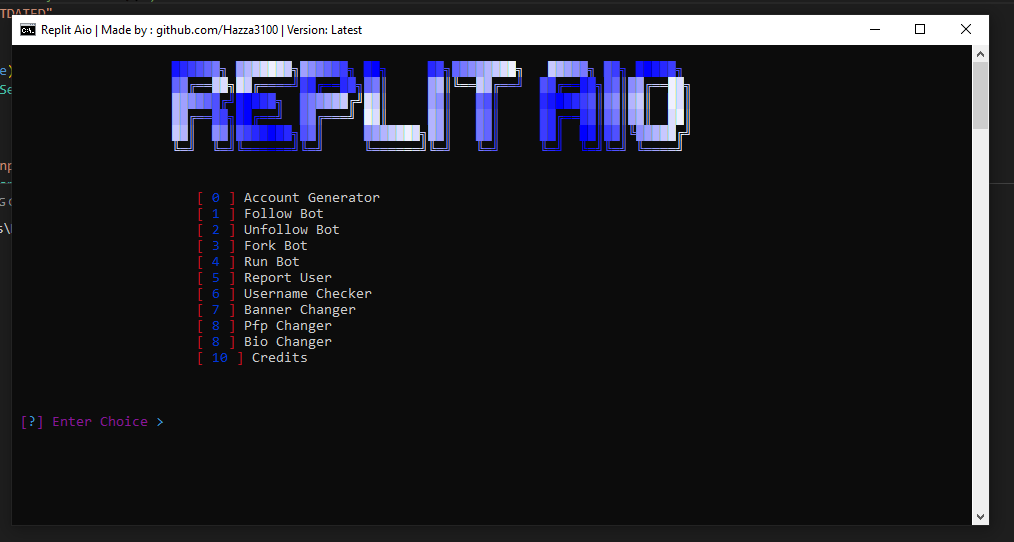 TDATED"
Replit Aio | Made by : github.com/Hazza3100 | Version: Latest
REPLIT AIO
[ 0 ] Account Generator
[ 1 ] Follow Bot
[ 2 ] Unfollow Bot
[ 3 ] Fork Bot
[ 4 ] Run Bot
[ 5 ] Report User
[ 6 ] Username Checker
[ 7 ] Banner Changer
[ 8 ] Pfp Changer
[ 8 ] Bio Changer
[ 10 ] Credits
[?] Enter Choice >